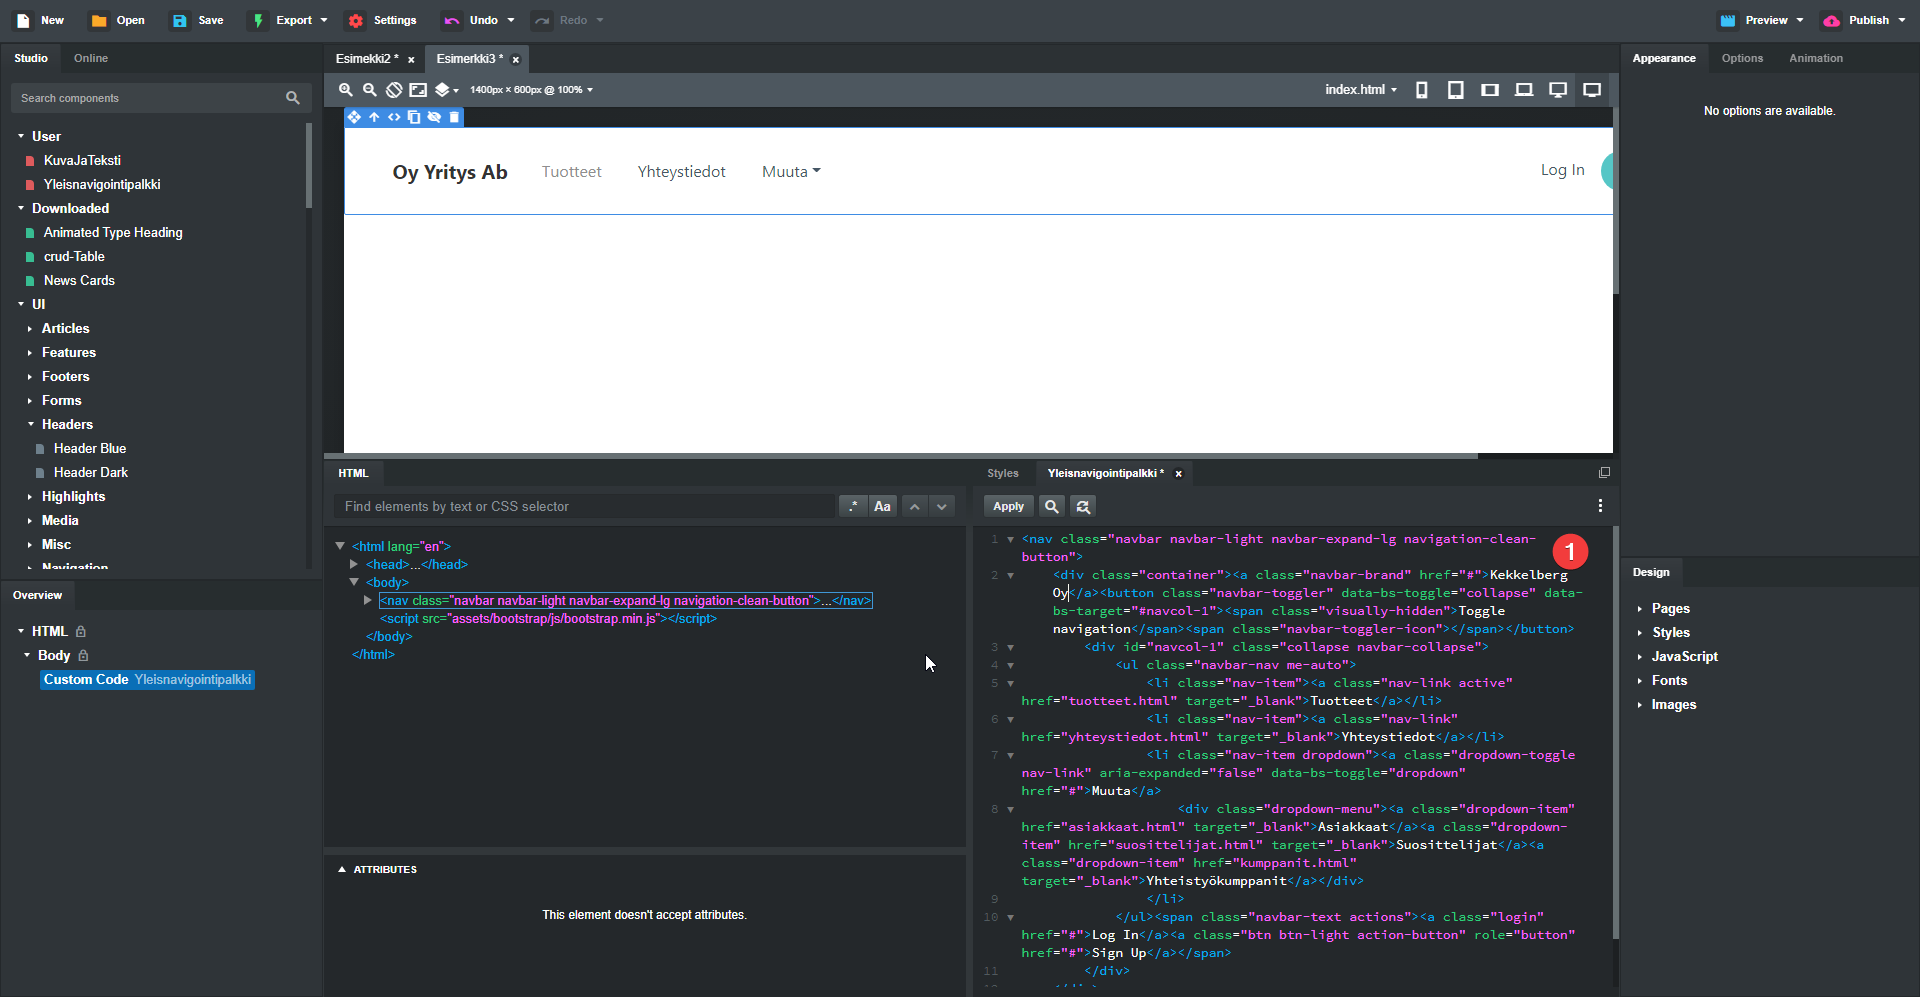 New Open Save Export Settings Undo Redo Preview Publish
Studio Online
Esimekki2 * × Esimerkki3 * ×
Appearance Options Animation
Search components
1400px × 600px @ 100%
index.html
No options are available.
User
KuvaJaTeksti
Yleisnavigointipalkki
Downloaded
Animated Type Heading
crud-Table
News Cards
UI
Articles
Features
Footers
Forms
Headers
Header Blue
Header Dark
Highlights
Media
Misc
Navigation
Oy Yritys Ab Tuotteet Yhteystiedot Muuta Log In
Overview
HTML
Body
Custom Code Yleisnavigointipalkki
HTML
Find elements by text or CSS selector
.* Aa
<html lang="en">
<head>...</head>
<body>
<nav class="navbar navbar-light navbar-expand-lg navigation-clean-button">...</nav>
<script src="assets/bootstrap/js/bootstrap.min.js"></script>
</body>
</html>
ATTRIBUTES
This element doesn't accept attributes.
Styles Yleisnavigointipalkki * ×
Apply
1
1 <nav class="navbar navbar-light navbar-expand-lg navigation-clean-
button">
2 <div class="container"><a class="navbar-brand" href="#">Kekkelberg
Oy</a><button class="navbar-toggler" data-bs-toggle="collapse" data-
bs-target="#navcol-1"><span class="visually-hidden">Toggle
navigation</span><span class="navbar-toggler-icon"></span></button>
3 <div id="navcol-1" class="collapse navbar-collapse">
4 <ul class="navbar-nav me-auto">
5 <li class="nav-item"><a class="nav-link active"
href="tuotteet.html" target="_blank">Tuotteet</a></li>
6 <li class="nav-item"><a class="nav-link"
href="yhteystiedot.html" target="_blank">Yhteystiedot</a></li>
7 <li class="nav-item dropdown"><a class="dropdown-toggle
nav-link" aria-expanded="false" data-bs-toggle="dropdown"
href="#">Muuta</a>
8 <div class="dropdown-menu"><a class="dropdown-item"
href="asiakkaat.html" target="_blank">Asiakkaat</a><a class="dropdown-
item" href="suosittelijat.html" target="_blank">Suosittelijat</a><a
class="dropdown-item" href="kumppanit.html"
target="_blank">Yhteistyökumppanit</a></div>
9 </li>
10 </ul><span class="navbar-text actions"><a class="login"
href="#">Log In</a><a class="btn btn-light action-button" role="button"
href="#">Sign Up</a></span>
11 </div>
Design
Pages
Styles
JavaScript
Fonts
Images